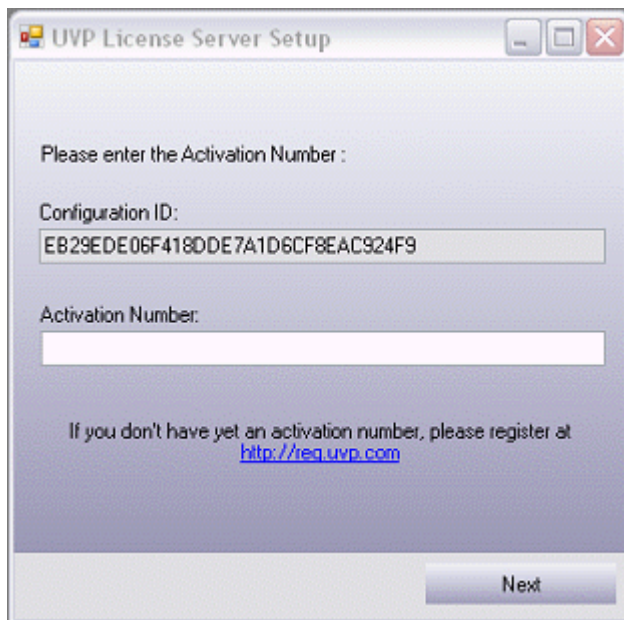 UVP License Server Setup
Please enter the Activation Number :
Configuration ID:
EB29EDE06F418DDE7A1D6CF8EAC924F9
Activation Number:
If you don't have yet an activation number, please register at
http://reg.uvp.com
Next